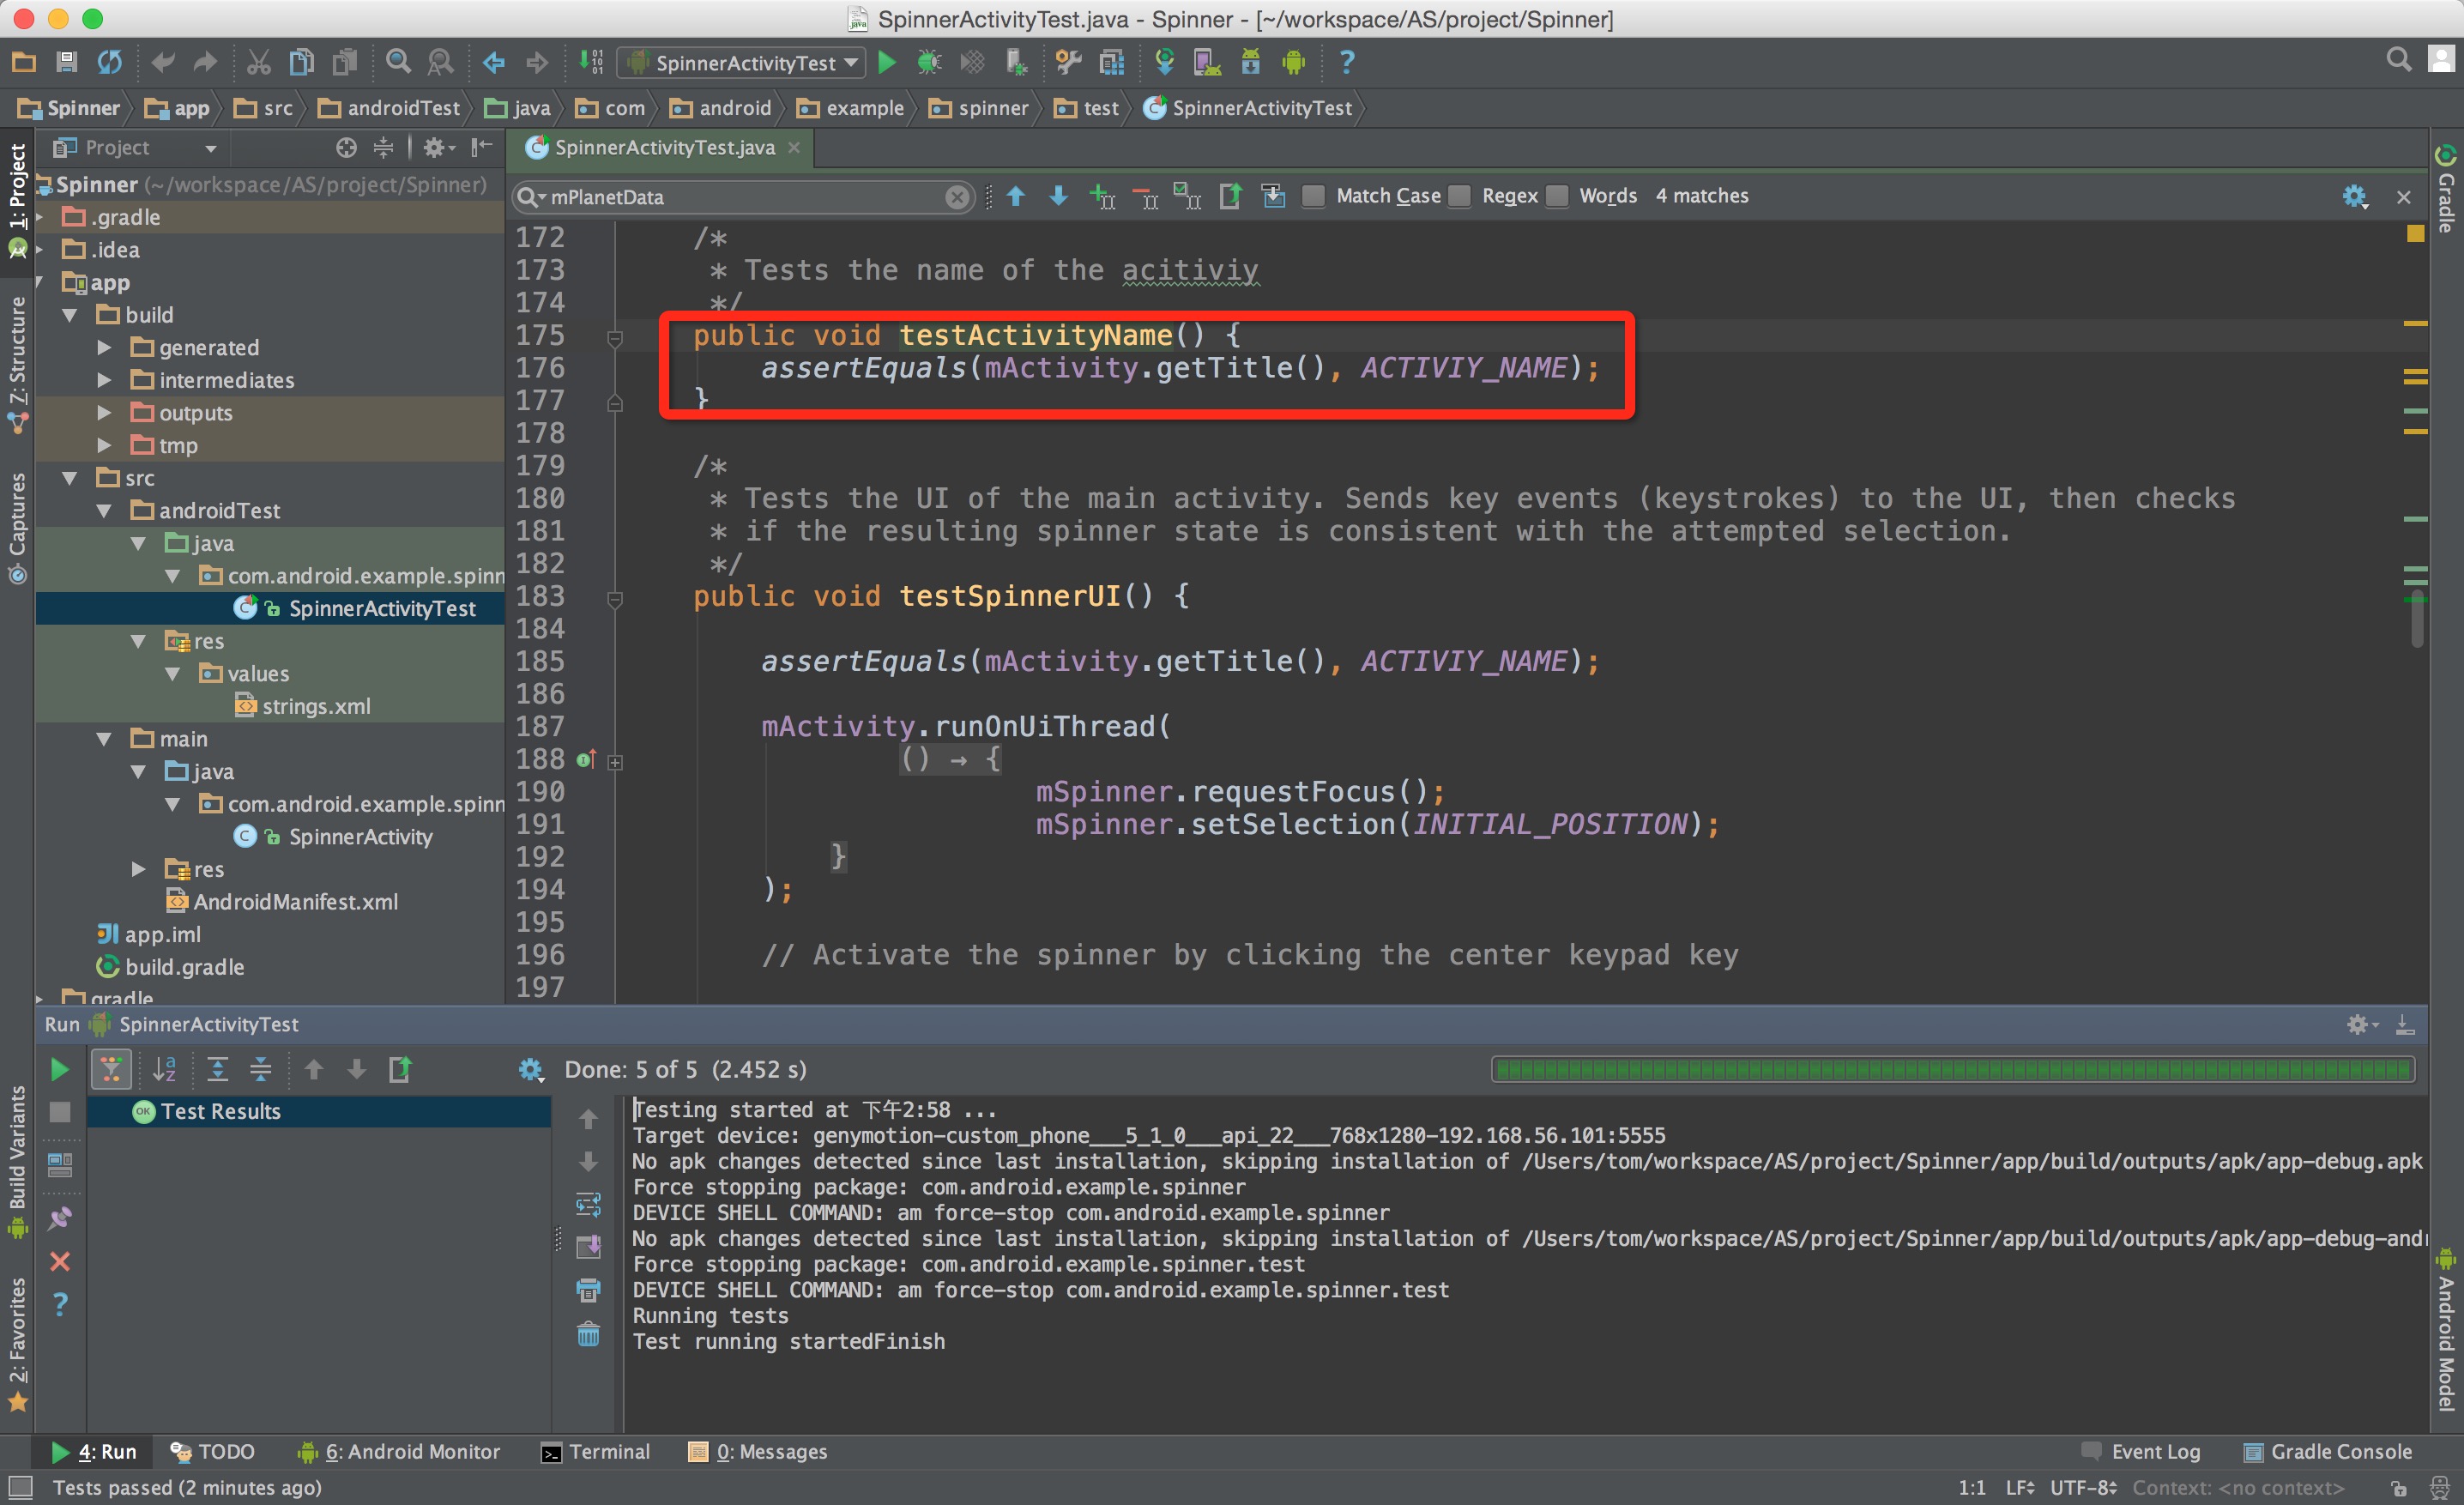 SpinnerActivityTest.java - Spinner - [~/workspace/AS/project/Spinner]
SpinnerActivityTest
Spinner app src androidTest java com android example spinner test SpinnerActivityTest
1: Project
7: Structure
Captures
Build Variants
2: Favorites
Project
Spinner (~/workspace/AS/project/Spinner)
.gradle
.idea
app
build
generated
intermediates
outputs
tmp
src
androidTest
java
com.android.example.spinn
SpinnerActivityTest
res
values
strings.xml
main
java
com.android.example.spinn
SpinnerActivity
res
AndroidManifest.xml
app.iml
build.gradle
gradle
SpinnerActivityTest.java
mPlanetData Match Case Regex Words 4 matches
172 /*
173 * Tests the name of the acitiviy
174 */
175 public void testActivityName() {
176 assertEquals(mActivity.getTitle(), ACTIVIY_NAME);
177 }
178
179 /*
180 * Tests the UI of the main activity. Sends key events (keystrokes) to the UI, then checks
181 * if the resulting spinner state is consistent with the attempted selection.
182 */
183 public void testSpinnerUI() {
184
185 assertEquals(mActivity.getTitle(), ACTIVIY_NAME);
186
187 mActivity.runOnUiThread(
188 () → {
190 mSpinner.requestFocus();
191 mSpinner.setSelection(INITIAL_POSITION);
192 }
194 );
195
196 // Activate the spinner by clicking the center keypad key
197
Gradle
Android Model
Run SpinnerActivityTest
Done: 5 of 5 (2.452 s)
OK Test Results
Testing started at 下午2:58 ...
Target device: genymotion-custom_phone___5_1_0___api_22___768x1280-192.168.56.101:5555
No apk changes detected since last installation, skipping installation of /Users/tom/workspace/AS/project/Spinner/app/build/outputs/apk/app-debug.apk
Force stopping package: com.android.example.spinner
DEVICE SHELL COMMAND: am force-stop com.android.example.spinner
No apk changes detected since last installation, skipping installation of /Users/tom/workspace/AS/project/Spinner/app/build/outputs/apk/app-debug-andr
Force stopping package: com.android.example.spinner.test
DEVICE SHELL COMMAND: am force-stop com.android.example.spinner.test
Running tests
Test running startedFinish
4: Run TODO 6: Android Monitor Terminal 0: Messages Event Log Gradle Console
Tests passed (2 minutes ago) 1:1 LF UTF-8 Context: <no context>